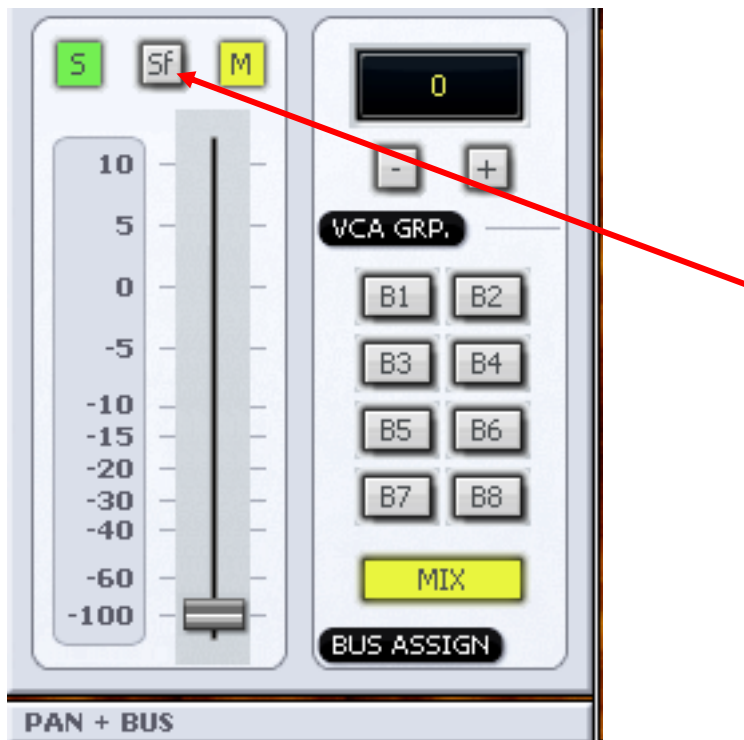 S Sf M
10
5
0
-5
-10
-15
-20
-30
-40
-60
-100
0
- +
VCA GRP.
B1 B2
B3 B4
B5 B6
B7 B8
MIX
BUS ASSIGN
PAN + BUS